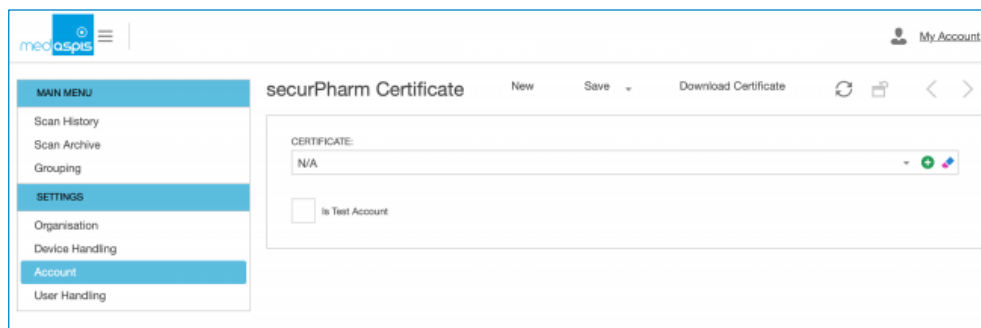 medaspis
My Account
MAIN MENU
Scan History
Scan Archive
Grouping
SETTINGS
Organisation
Device Handling
Account
User Handling
securPharm Certificate New Save Download Certificate
CERTIFICATE:
N/A
Is Test Account